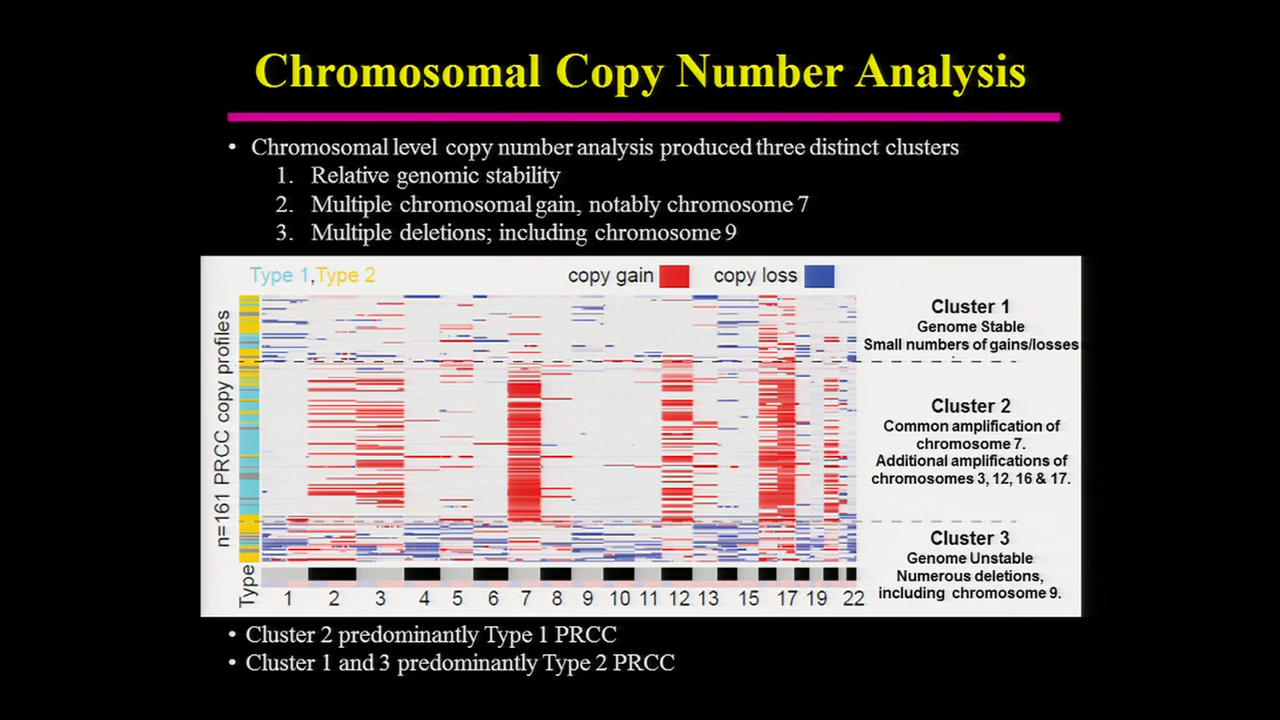 Chromosomal Copy Number Analysis
• Chromosomal level copy number analysis produced three distinct clusters
1. Relative genomic stability
2. Multiple chromosomal gain, notably chromosome 7
3. Multiple deletions; including chromosome 9
Type 1,Type 2
copy gain
copy loss
n=161 PRCC copy profiles
Type
Cluster 1
Genome Stable
Small numbers of gains/losses
Cluster 2
Common amplification of
chromosome 7.
Additional amplifications of
chromosomes 3, 12, 16 & 17.
Cluster 3
Genome Unstable
Numerous deletions,
including chromosome 9.
1 2 3 4 5 6 7 8 9 10 11 12 13 15 17 19 22
• Cluster 2 predominantly Type 1 PRCC
• Cluster 1 and 3 predominantly Type 2 PRCC